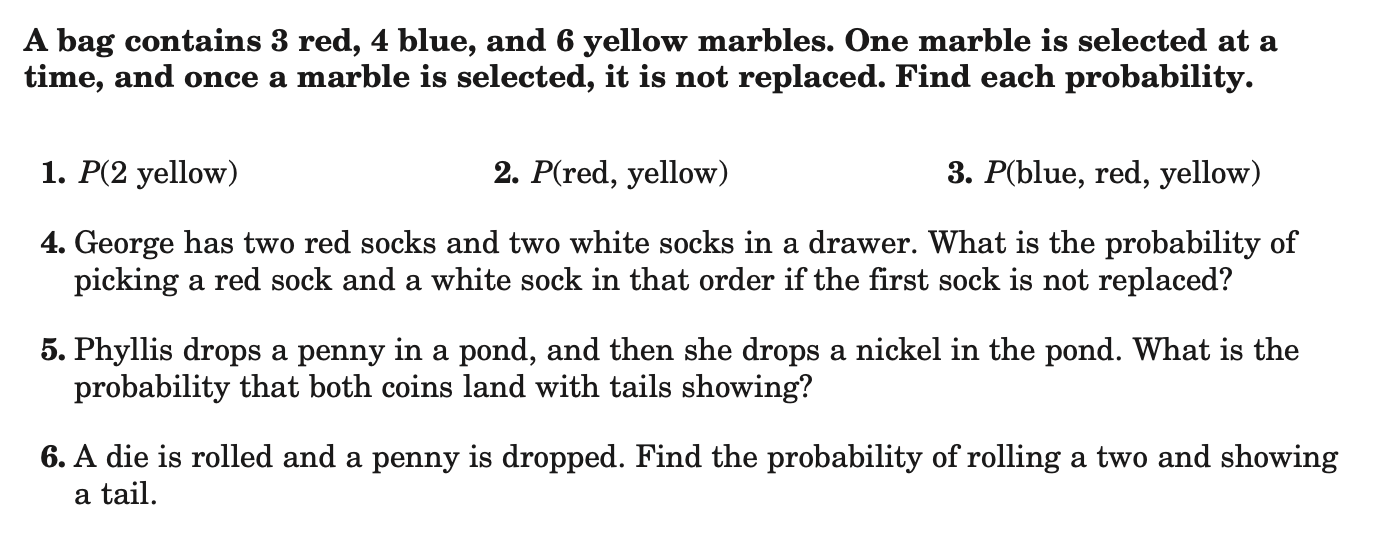 A bag contains 3 red, 4 blue, and 6 yellow marbles. One marble is selected at a
time, and once a marble is selected, it is not replaced. Find each probability.
1. P(2 yellow) 2. P(red, yellow) 3. P(blue, red, yellow)
4. George has two red socks and two white socks in a drawer. What is the probability of
picking a red sock and a white sock in that order if the first sock is not replaced?
5. Phyllis drops a penny in a pond, and then she drops a nickel in the pond. What is the
probability that both coins land with tails showing?
6. A die is rolled and a penny is dropped. Find the probability of rolling a two and showing
a tail.